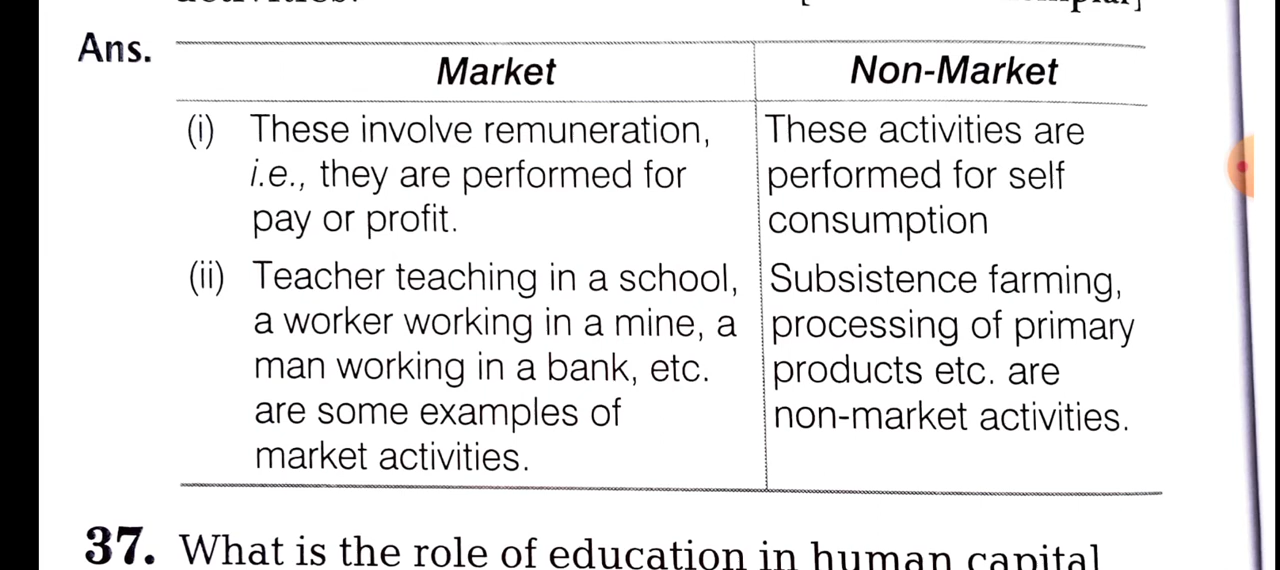 Ans.
Market Non-Market
(i) These involve remuneration, These activities are
i.e., they are performed for performed for self
pay or profit. consumption
(ii) Teacher teaching in a school, Subsistence farming,
a worker working in a mine, a processing of primary
man working in a bank, etc. products etc. are
are some examples of non-market activities.
market activities.
37. What is the role of education in human capital